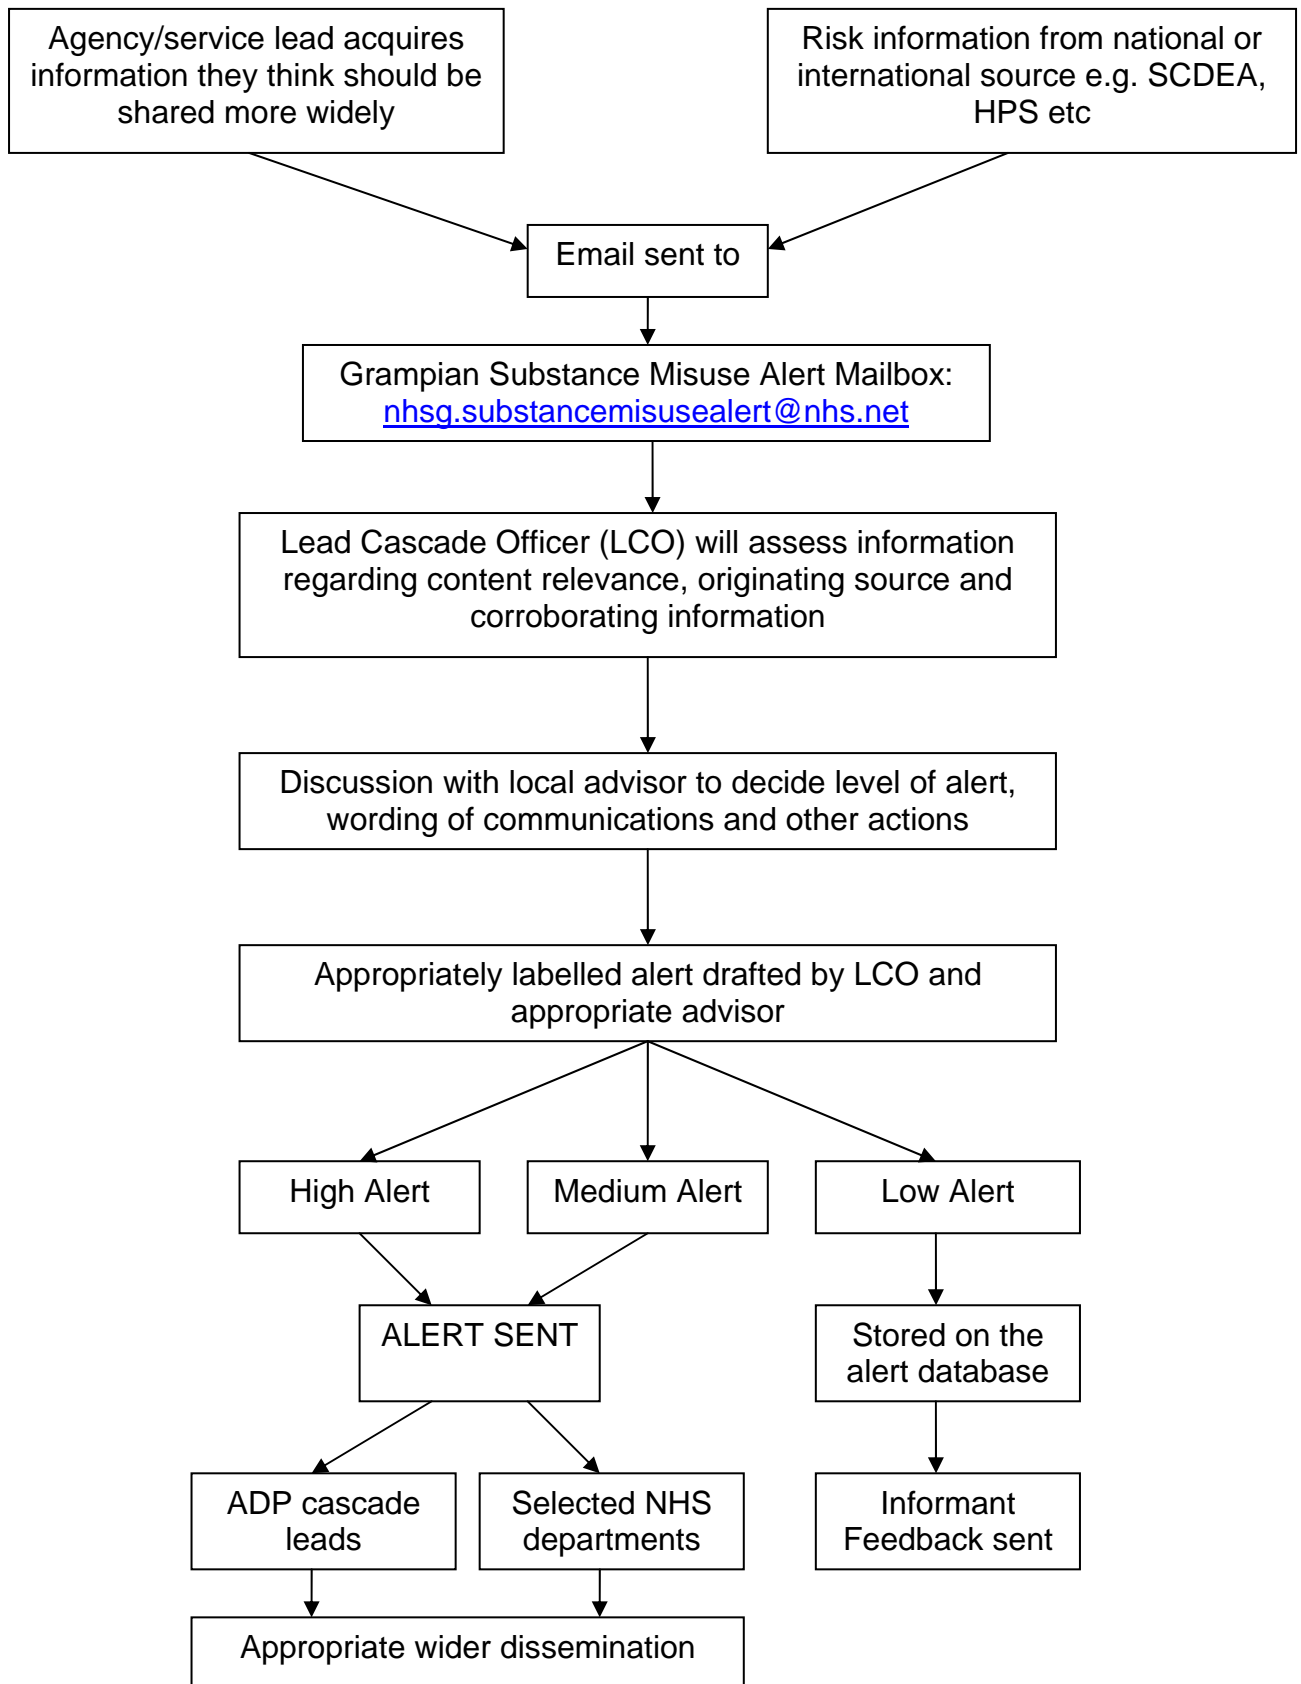 Agency/service lead acquires
information they think should be
shared more widely
Risk information from national or
international source e.g. SCDEA,
HPS etc
Email sent to
Grampian Substance Misuse Alert Mailbox:
nhsg.substancemisusealert@nhs.net
Lead Cascade Officer (LCO) will assess information
regarding content relevance, originating source and
corroborating information
Discussion with local advisor to decide level of alert,
wording of communications and other actions
Appropriately labelled alert drafted by LCO and
appropriate advisor
High Alert
Medium Alert
Low Alert
ALERT SENT
Stored on the
alert database
ADP cascade
leads
Selected NHS
departments
Informant
Feedback sent
Appropriate wider dissemination